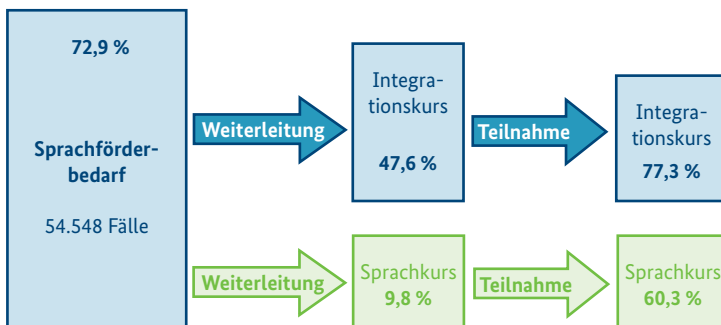 72,9 %
Sprachförder-
bedarf
54.548 Fälle
Weiterleitung
Integra-
tionskurs
47,6 %
Teilnahme
Integra-
tionskurs
77,3 %
Weiterleitung
Sprachkurs
9,8 %
Teilnahme
Sprachkurs
60,3 %